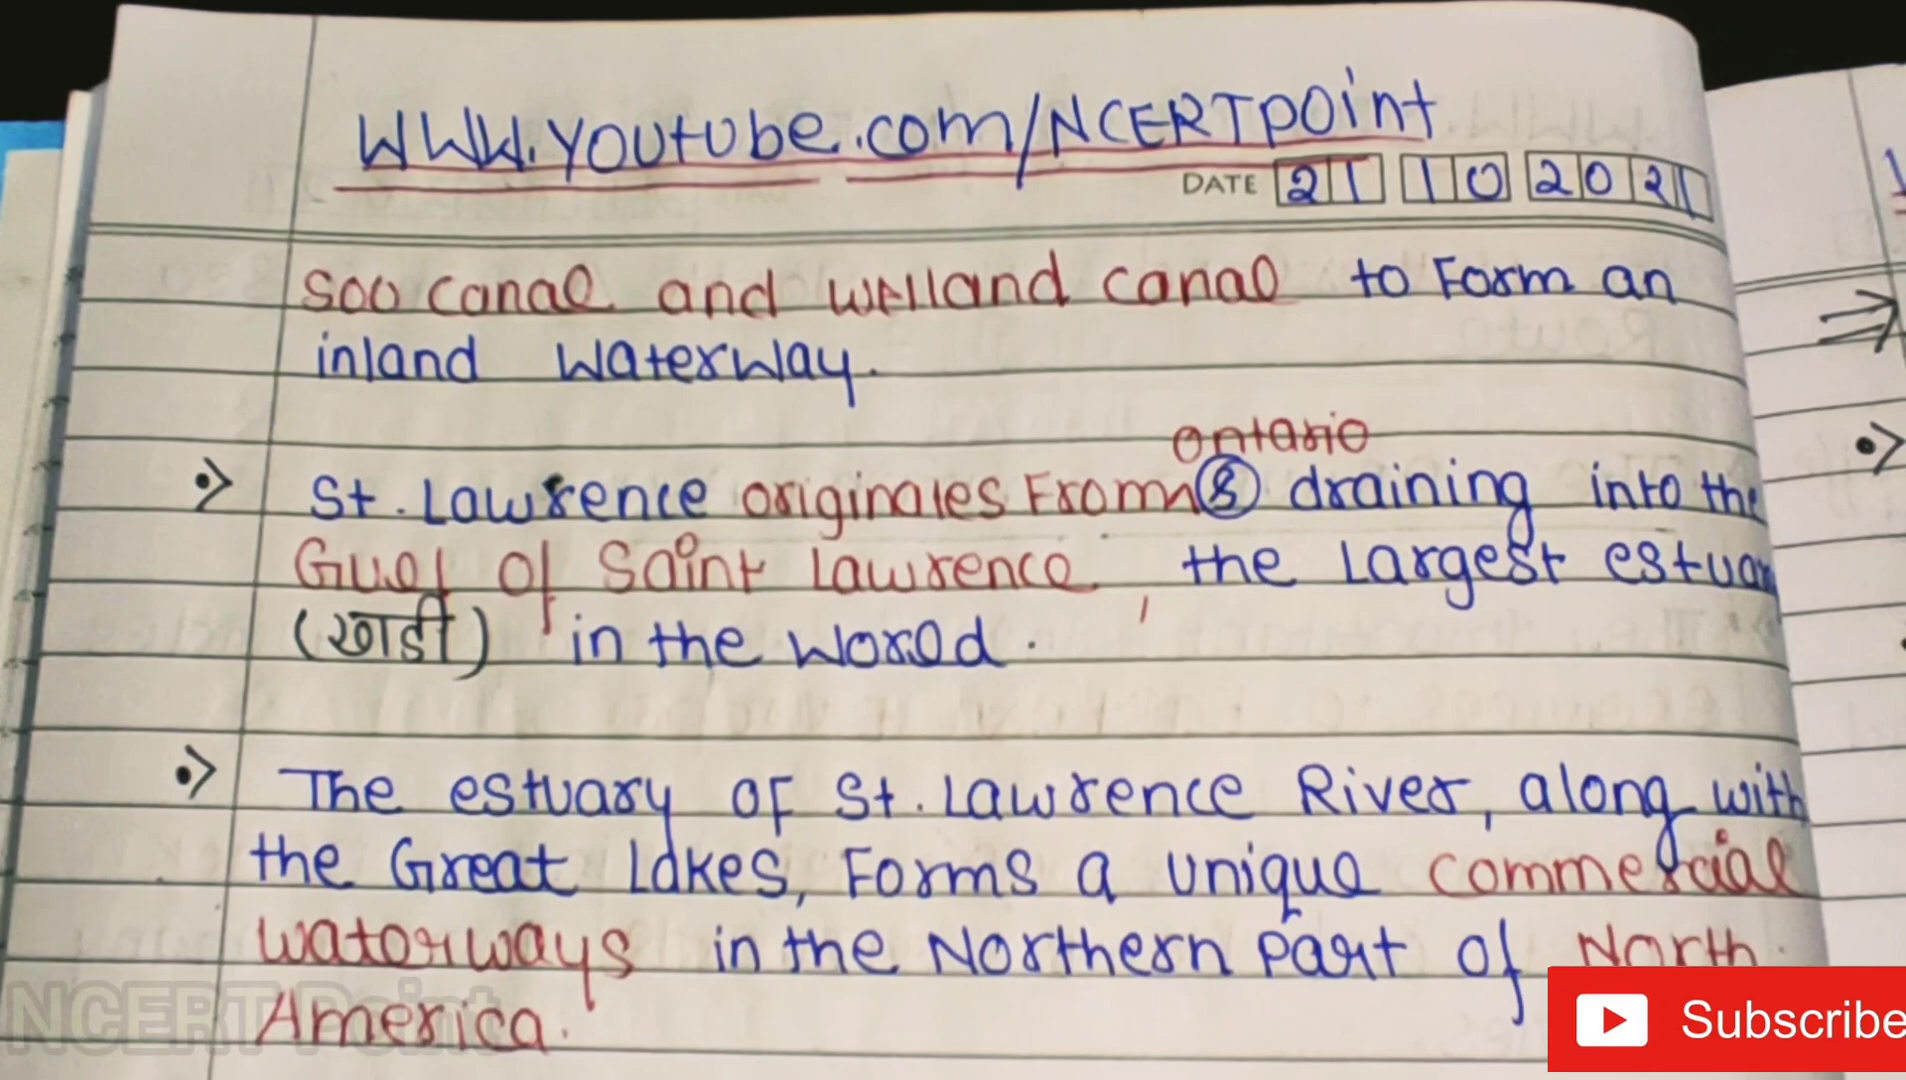 WWW.Youtube.com/NCERTPOint
DATE 21 10 2021
Soo canal and welland canal to Form an
inland waterway.
ontario
St. Lawrence originales From draining into the
Gulf of Saint Lawrence, the largest estuar
(खाडी) in the world.
The estuary of St. Lawrence River, along with
the Great Lakes, Forms a unique commercial
waterways in the Northern part of North
America.
NCERT Point
Subscribe